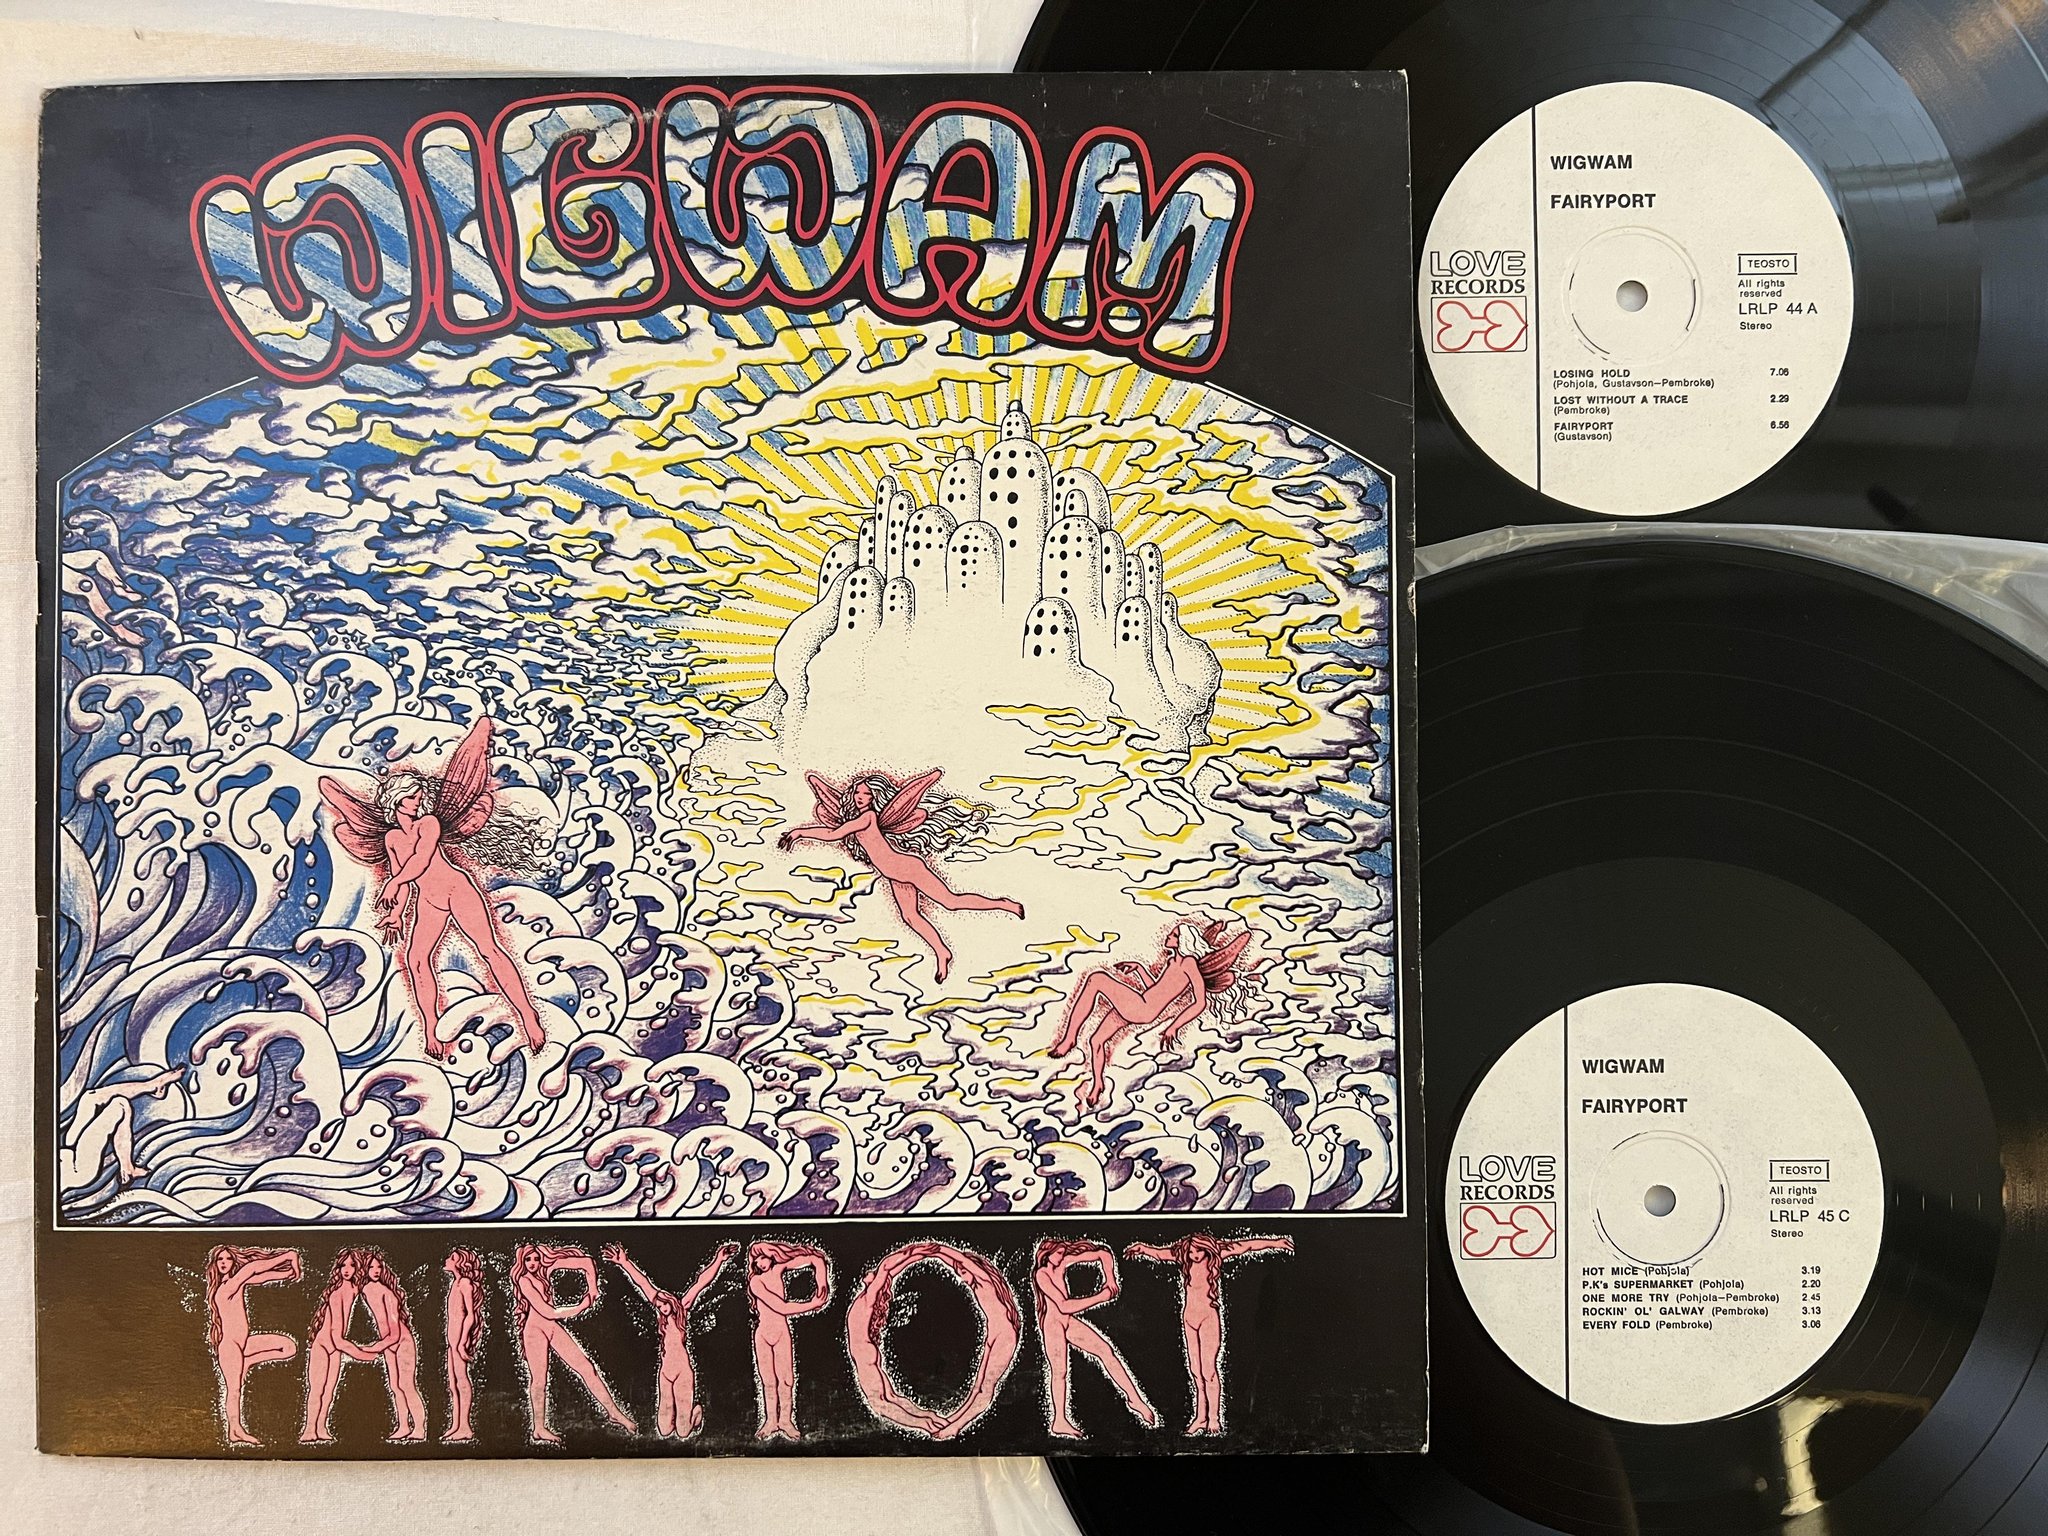 WIGWAM
FAIRYPORT
WIGWAM
FAIRYPORT
LOVE
RECORDS
TEOSTO
All rights
reserved
LRLP 44 A
Stereo
LOSING HOLD 7.06
(Pohjola, Gustavson—Pembroke)
LOST WITHOUT A TRACE 2.29
(Pembroke)
FAIRYPORT 6.56
(Gustavson)
WIGWAM
FAIRYPORT
LOVE
RECORDS
TEOSTO
All rights
reserved
LRLP 45 C
Stereo
HOT MICE (Pohjola) 3.19
P.K's SUPERMARKET (Pohjola) 2.20
ONE MORE TRY (Pohjola—Pembroke) 2.45
ROCKIN' OL' GALWAY (Pembroke) 3.13
EVERY FOLD (Pembroke) 3.06